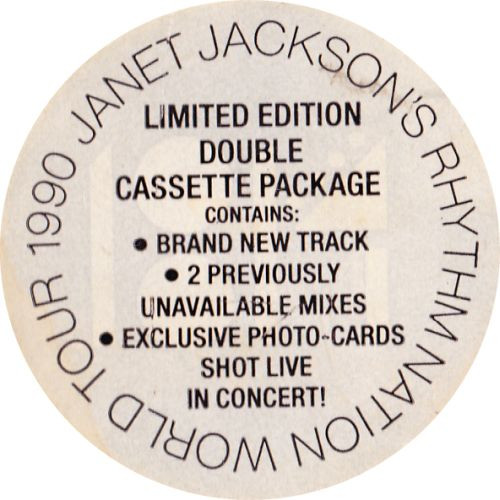 JANET JACKSON'S RHYTHM NATION WORLD TOUR 1990
LIMITED EDITION
DOUBLE
CASSETTE PACKAGE
CONTAINS:
• BRAND NEW TRACK
• 2 PREVIOUSLY
UNAVAILABLE MIXES
• EXCLUSIVE PHOTO-CARDS
SHOT LIVE
IN CONCERT!